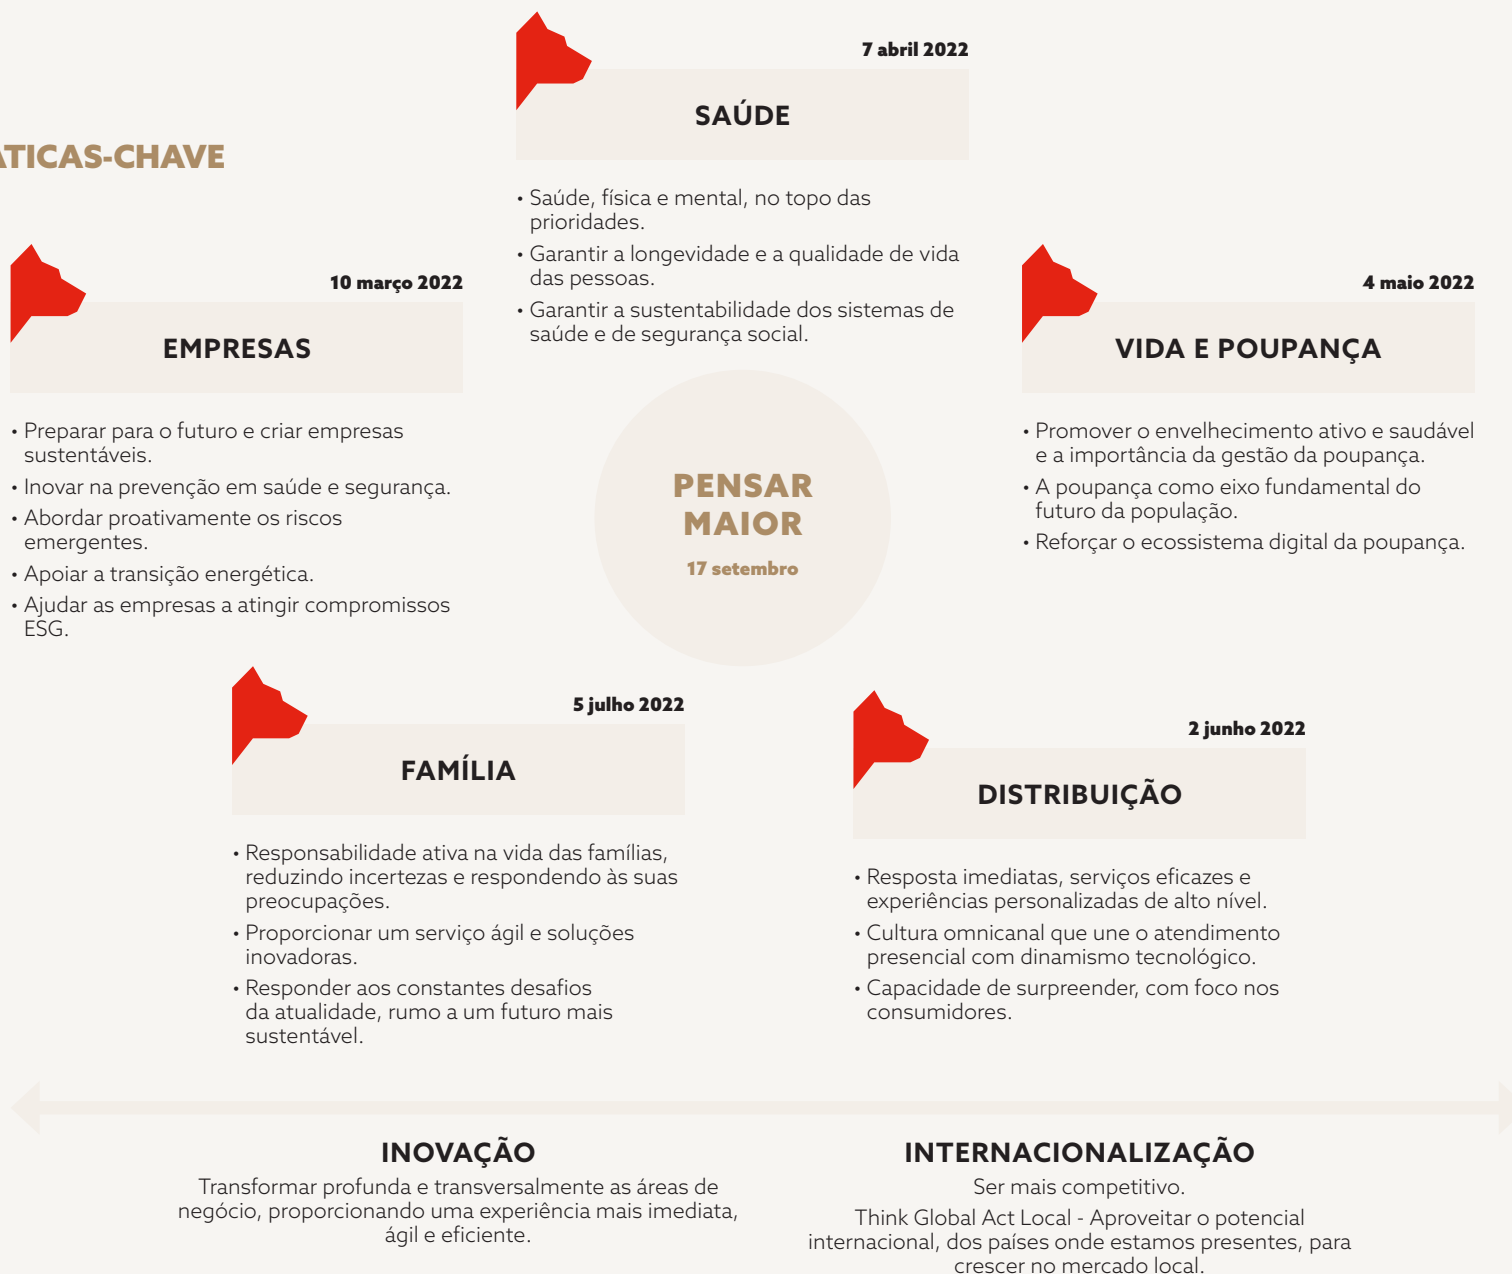 ATICAS-CHAVE
7 abril 2022
SAÚDE
• Saúde, física e mental, no topo das
prioridades.
• Garantir a longevidade e a qualidade de vida
das pessoas.
• Garantir a sustentabilidade dos sistemas de
saúde e de segurança social.
10 março 2022
EMPRESAS
• Preparar para o futuro e criar empresas
sustentáveis.
• Inovar na prevenção em saúde e segurança.
• Abordar proativamente os riscos
emergentes.
• Apoiar a transição energética.
• Ajudar as empresas a atingir compromissos
ESG.
PENSAR
MAIOR
17 setembro
4 maio 2022
VIDA E POUPANÇA
• Promover o envelhecimento ativo e saudável
e a importância da gestão da poupança.
• A poupança como eixo fundamental do
futuro da população.
• Reforçar o ecossistema digital da poupança.
5 julho 2022
FAMÍLIA
• Responsabilidade ativa na vida das famílias,
reduzindo incertezas e respondendo às suas
preocupações.
• Proporcionar um serviço ágil e soluções
inovadoras.
• Responder aos constantes desafios
da atualidade, rumo a um futuro mais
sustentável.
2 junho 2022
DISTRIBUIÇÃO
• Resposta imediatas, serviços eficazes e
experiências personalizadas de alto nível.
• Cultura omnicanal que une o atendimento
presencial com dinamismo tecnológico.
• Capacidade de surpreender, com foco nos
consumidores.
INOVAÇÃO
Transformar profunda e transversalmente as áreas de
negócio, proporcionando uma experiência mais imediata,
ágil e eficiente.
INTERNACIONALIZAÇÃO
Ser mais competitivo.
Think Global Act Local - Aproveitar o potencial
internacional, dos países onde estamos presentes, para
crescer no mercado local.